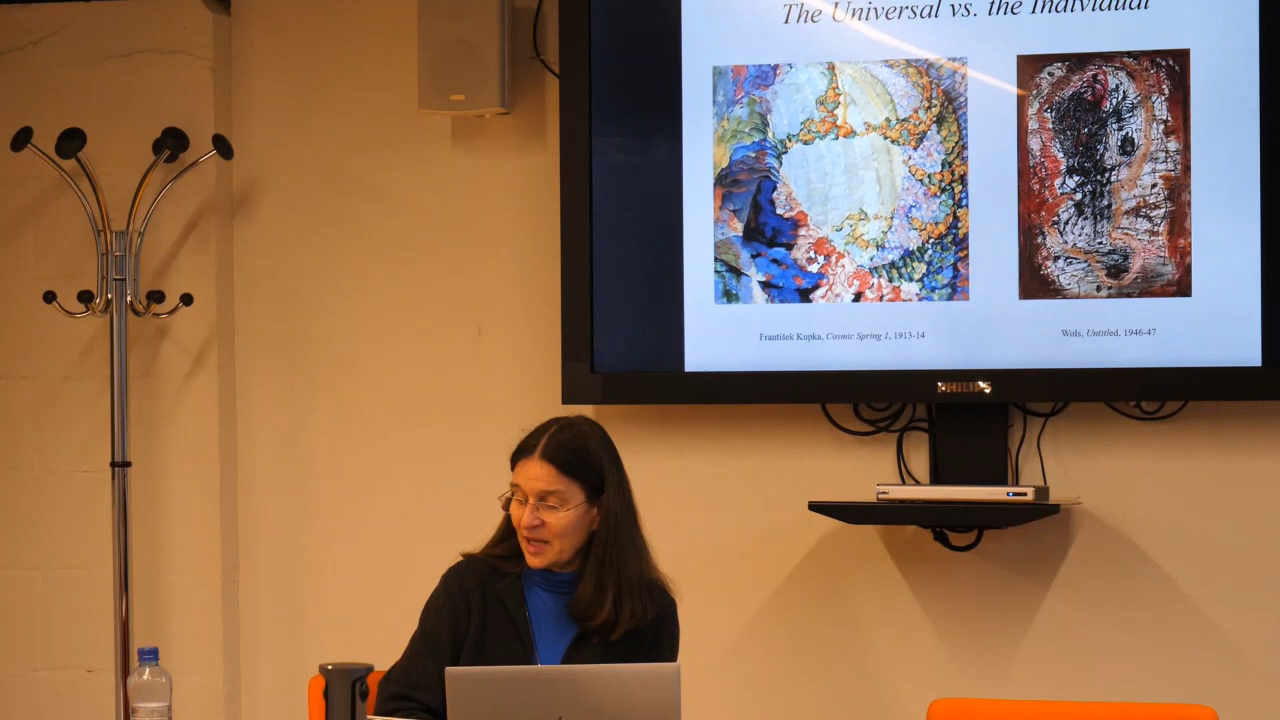 The Universal vs. the Individual
František Kupka, Cosmic Spring 1, 1913-14
Wols, Untitled, 1946-47
PHILIPS